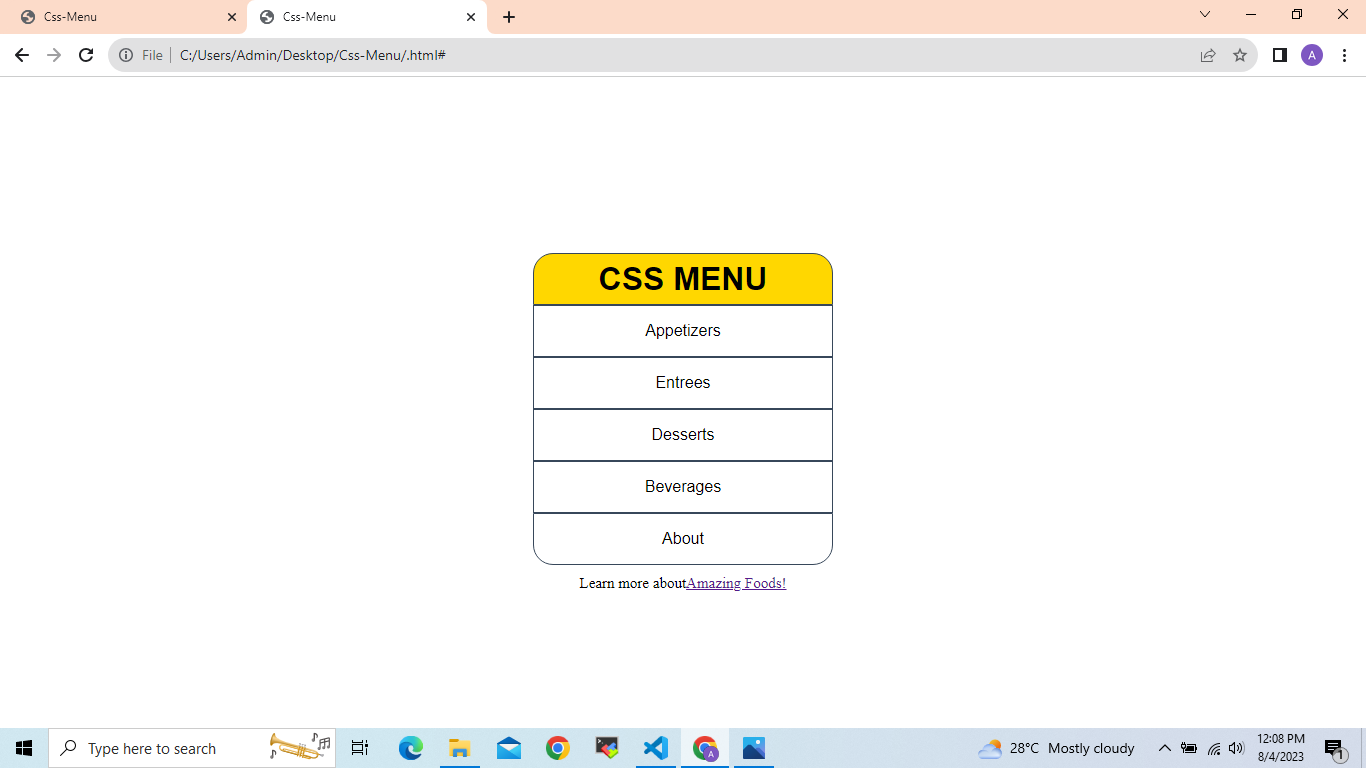 Css-Menu
Css-Menu
File C:/Users/Admin/Desktop/Css-Menu/.html#
A
CSS MENU
Appetizers
Entrees
Desserts
Beverages
About
Learn more aboutAmazing Foods!
Type here to search
A
28°C Mostly cloudy
12:08 PM
8/4/2023
1